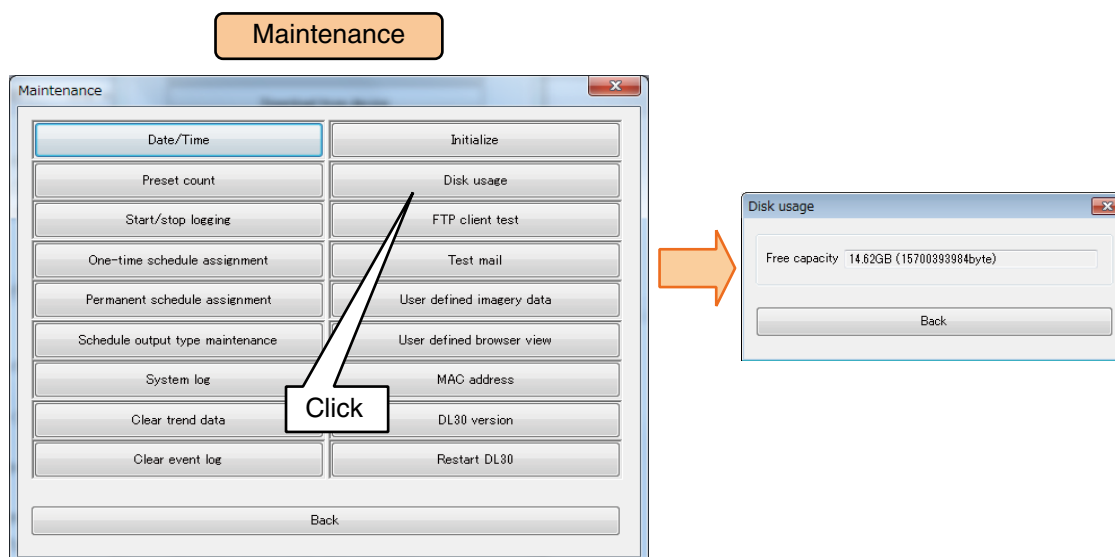 Maintenance
Maintenance
Date/Time
Initialize
Preset count
Disk usage
Start/stop logging
FTP client test
One-time schedule assignment
Test mail
Permanent schedule assignment
User defined imagery data
Schedule output type maintenance
User defined browser view
System log
MAC address
Clear trend data
DL30 version
Clear event log
Restart DL30
Back
Click
Disk usage
Free capacity 14.62GB (15700393984byte)
Back